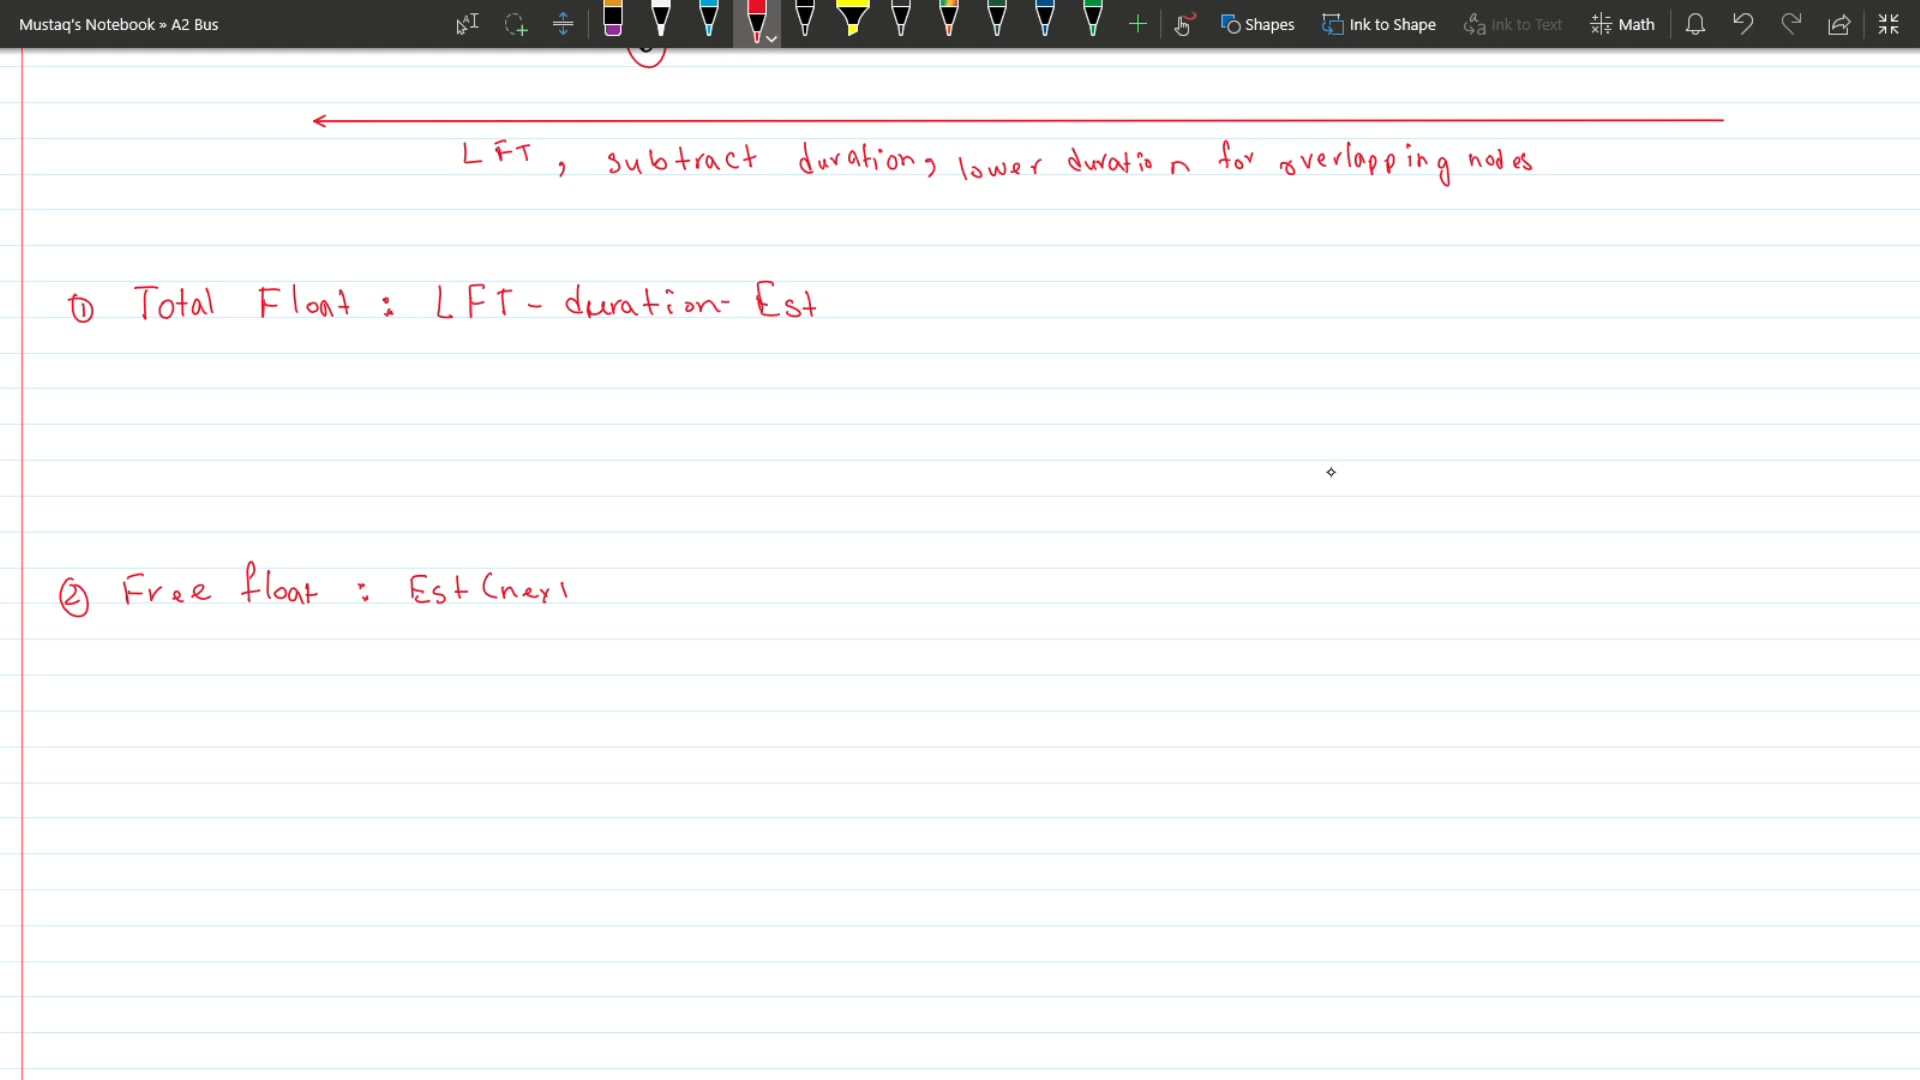 Mustaq's Notebook » A2 Bus
Shapes Ink to Shape Ink to Text Math
LFT, subtract duration, lower duration for overlapping nodes
① Total Float : LFT - duration - Est
② Free float : Est (next